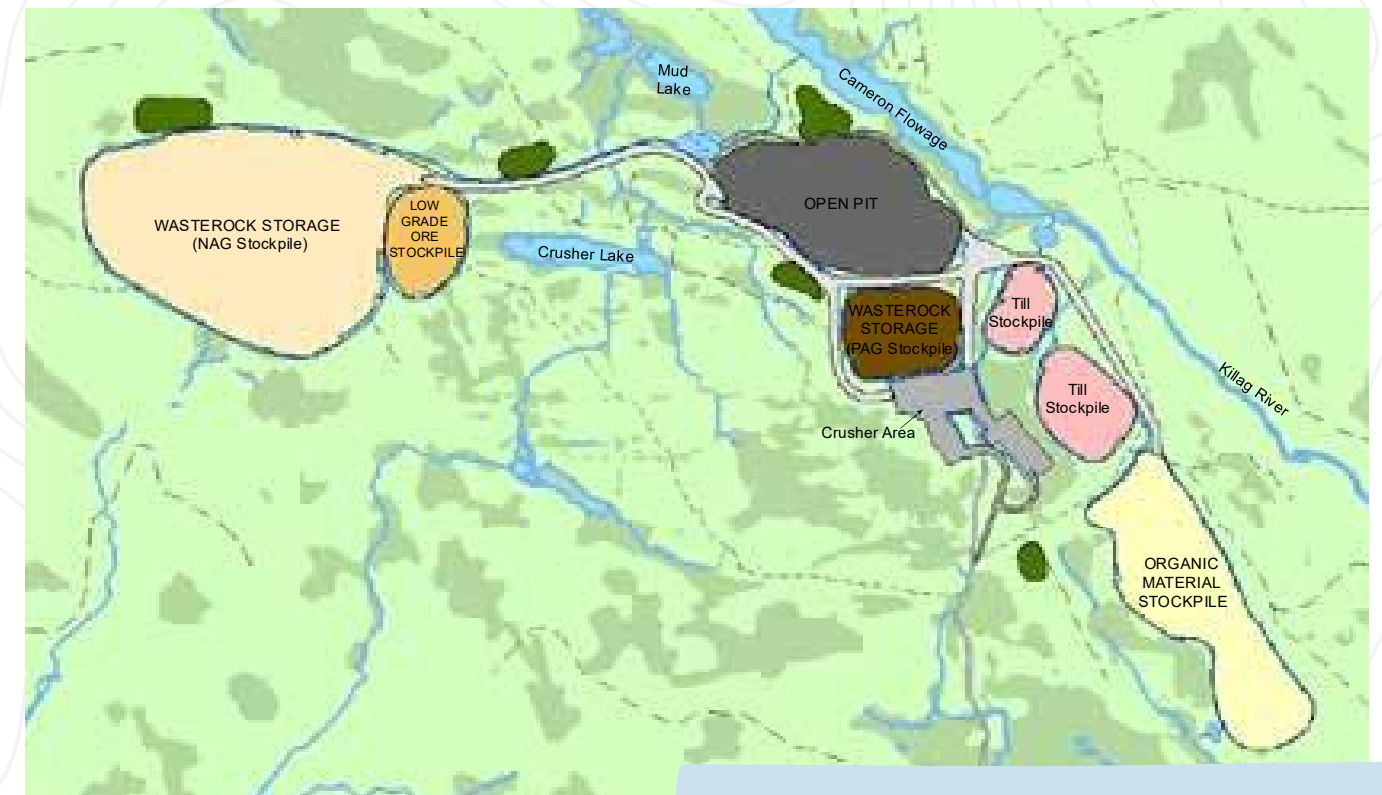 Mud
Lake
Cameron Flowage
WASTEROCK STORAGE
(NAG Stockpile)
LOW
GRADE
ORE
STOCKPILE
OPEN PIT
Crusher Lake
WASTEROCK
STORAGE
(PAG Stockpile)
Till
Stockpile
Till
Stockpile
Killag River
Crusher Area
ORGANIC
MATERIAL
STOCKPILE